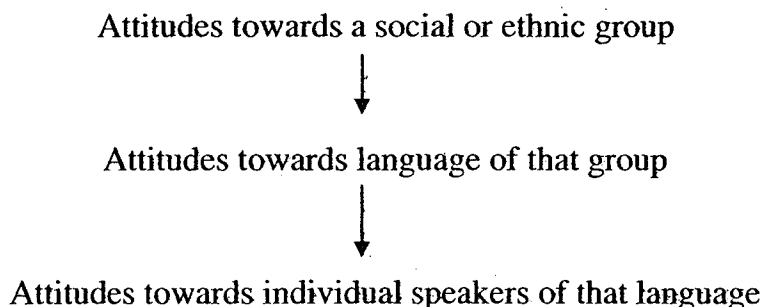 Attitudes towards a social or ethnic group
Attitudes towards language of that group
Attitudes towards individual speakers of that language